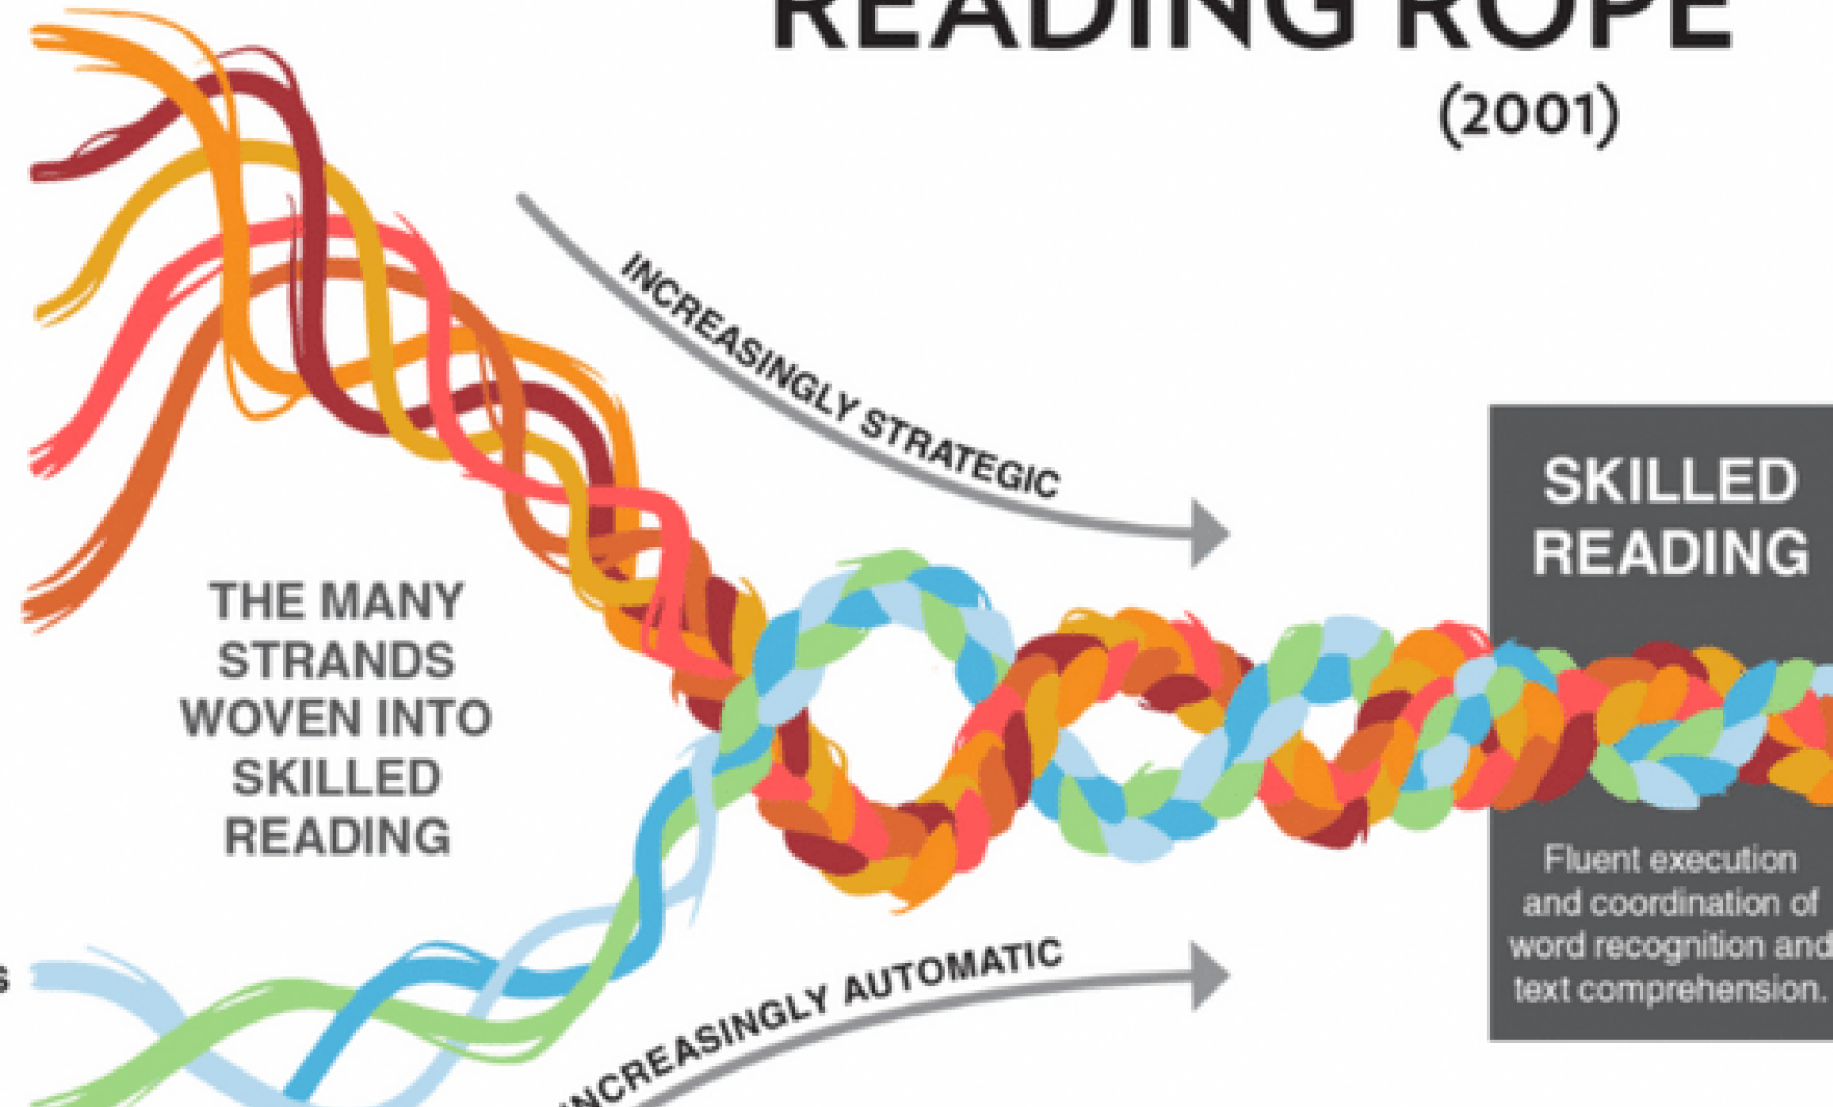 READING ROPE
(2001)
INCREASINGLY STRATEGIC
SKILLED
READING
THE MANY
STRANDS
WOVEN INTO
SKILLED
READING
Fluent execution
and coordination of
word recognition and
text comprehension.
s
INCREASINGLY AUTOMATIC